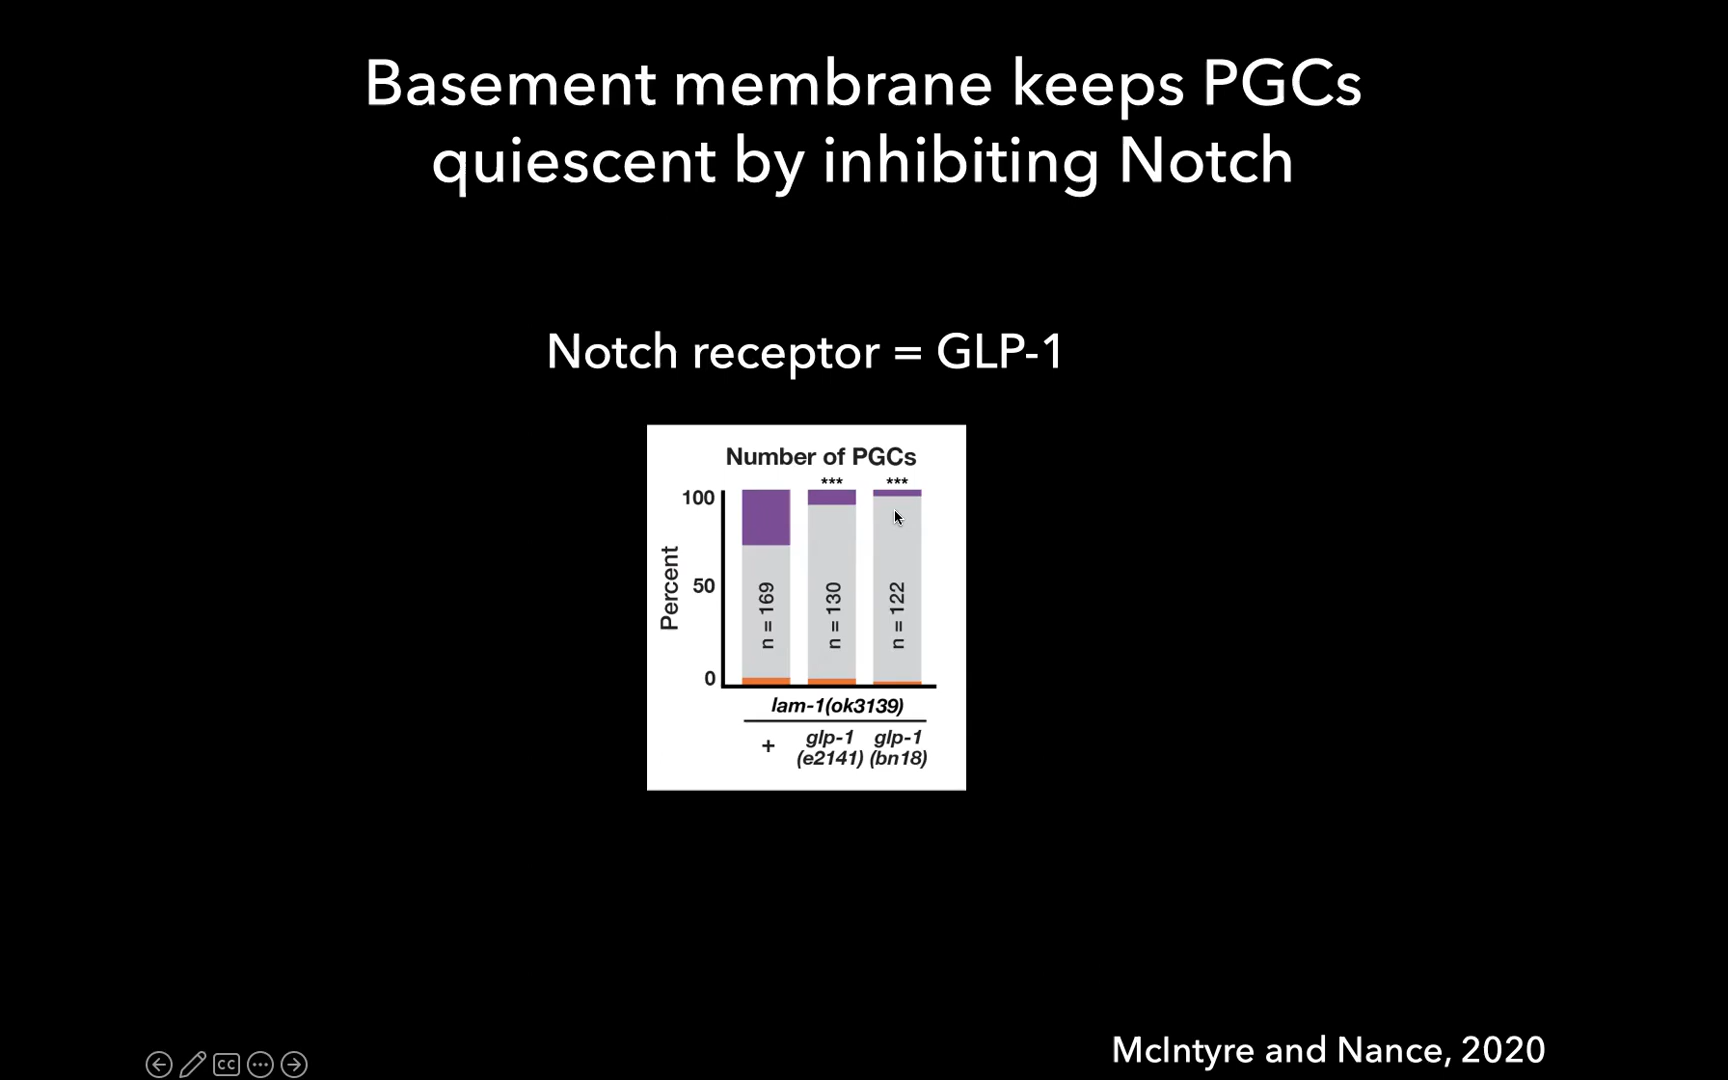 Basement membrane keeps PGCs
quiescent by inhibiting Notch
Notch receptor = GLP-1
Number of PGCs
*** ***
100
50
0
Percent
n = 169
n = 130
n = 122
lam-1(ok3139)
+ glp-1 glp-1
(e2141) (bn18)
CC
McIntyre and Nance, 2020